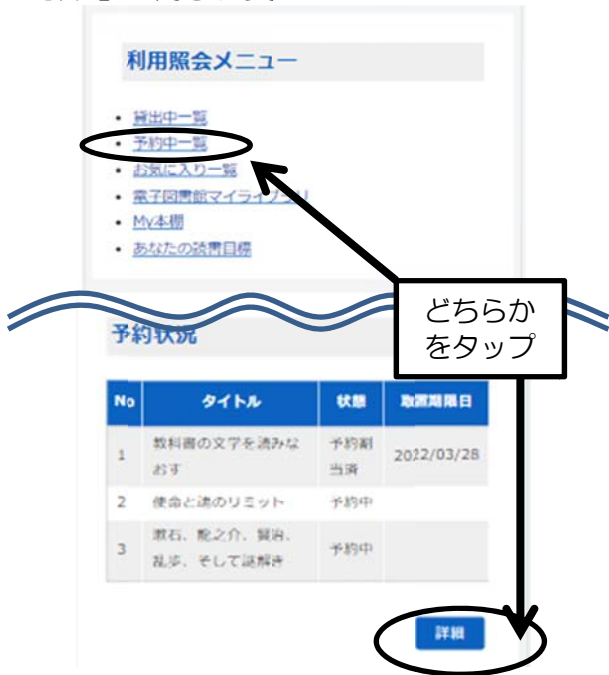 利用照会メニュー
貸出中一覧
予約中一覧
お気に入り一覧
電子図書館マイライブラリ
My本棚
あなたの読書目標
どちらか
をタップ
予約状況
No タイトル 状態 取置期限日
1 教科書の文学を読みな
おす 予約割
当済 2022/03/28
2 使命と魂のリミット 予約中
3 漱石、龍之介、賢治、
乱歩、そして謎解き 予約中
詳細